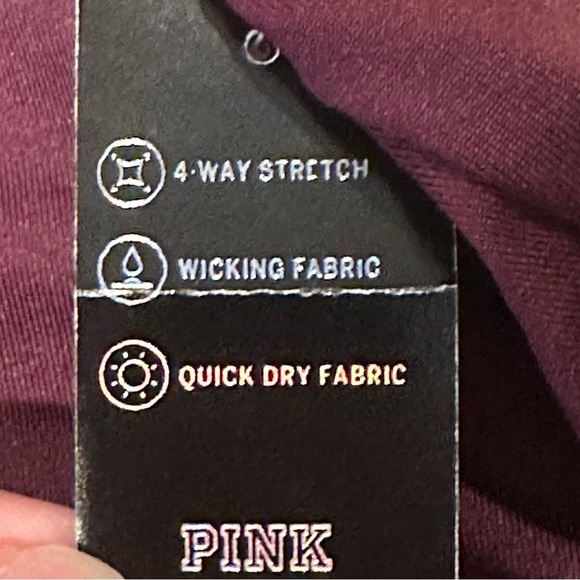 4-WAY STRETCH
WICKING FABRIC
QUICK DRY FABRIC
PINK